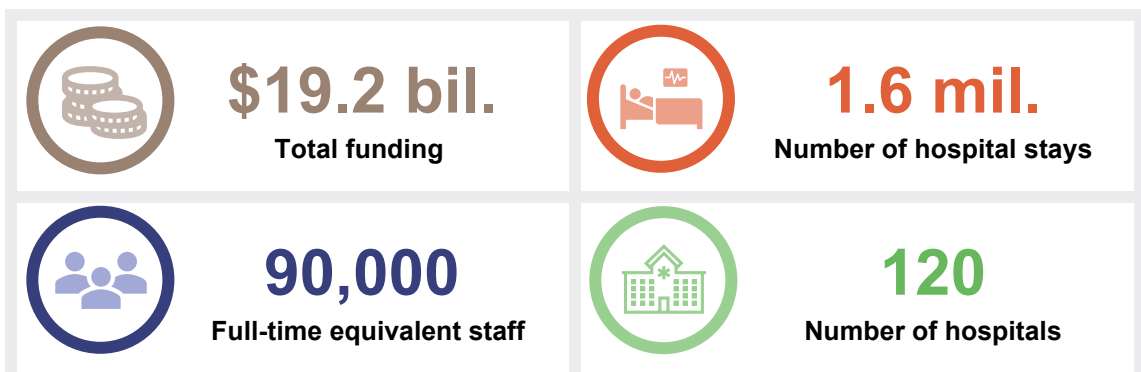 $19.2 bil.
Total funding
1.6 mil.
Number of hospital stays
90,000
Full-time equivalent staff
120
Number of hospitals